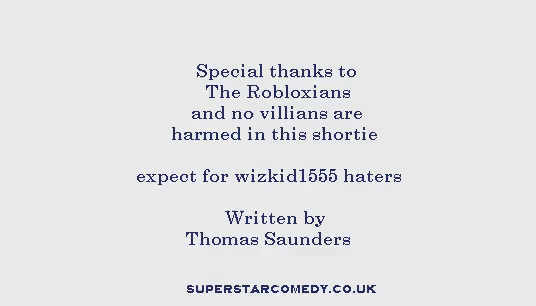 Special thanks to
The Robloxians
and no villians are
harmed in this shortie
expect for wizkid1555 haters
Written by
Thomas Saunders
SUPERSTARCOMEDY.CO.UK